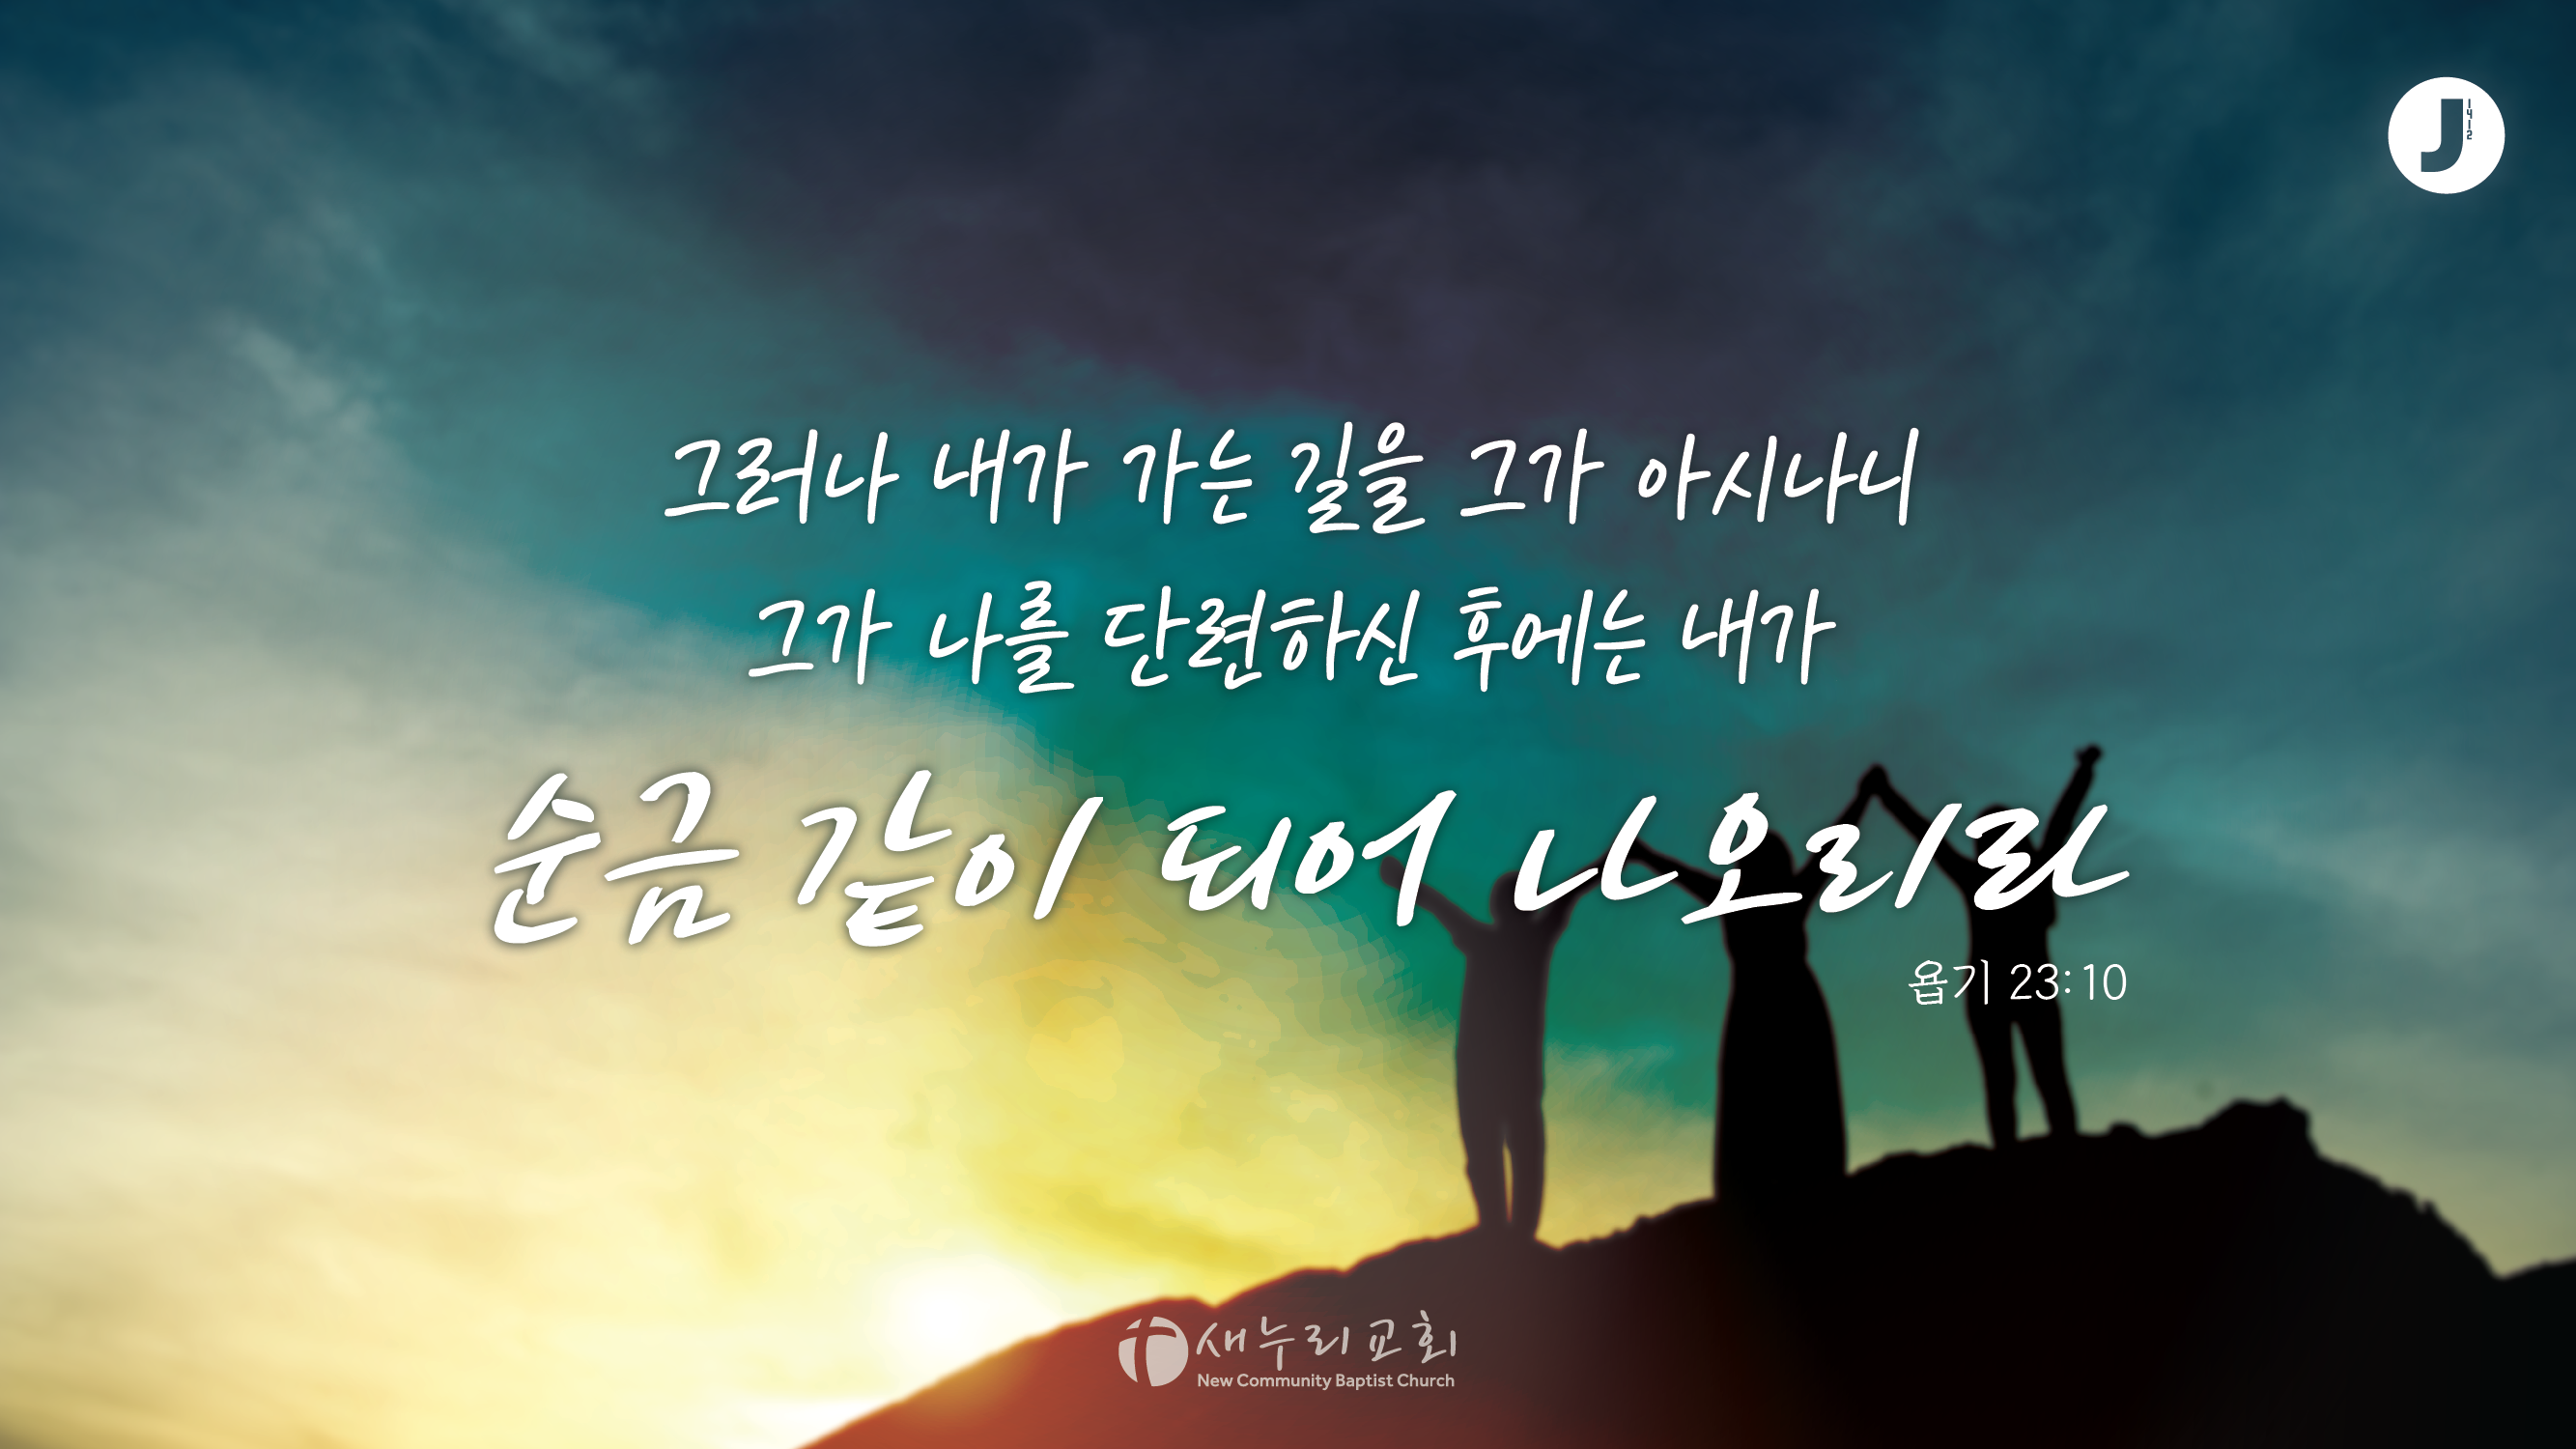 J
1412
그러나 내가 가는 길을 그가 아시나니
그가 나를 단련하신 후에는 내가
순금 같이 되어 나오리라
욥기 23:10
새누리교회
New Community Baptist Church